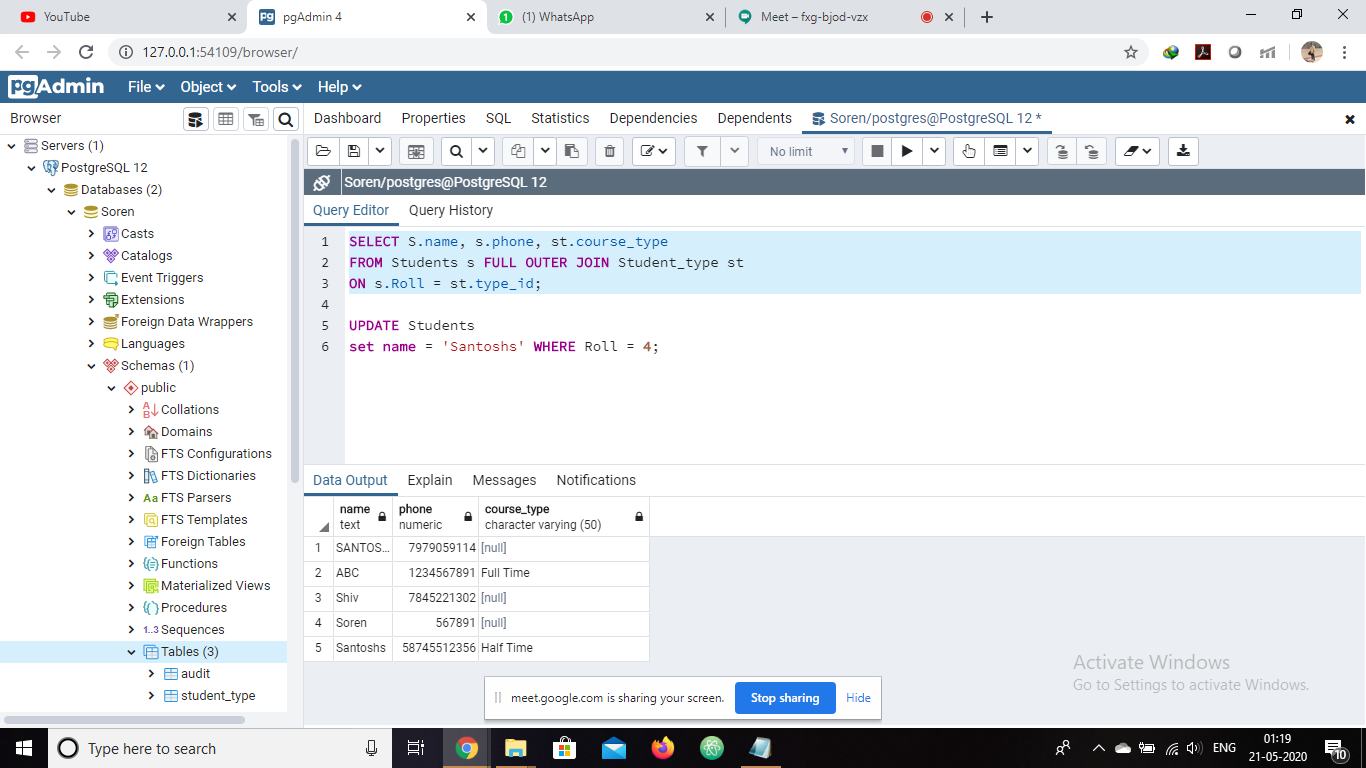 YouTube
pgAdmin 4
(1) WhatsApp
Meet – fxg-bjod-vzx
127.0.0.1:54109/browser/
pgAdmin File Object Tools Help
Browser
Dashboard Properties SQL Statistics Dependencies Dependents Soren/postgres@PostgreSQL 12 *
Servers (1)
PostgreSQL 12
Databases (2)
Soren
Casts
Catalogs
Event Triggers
Extensions
Foreign Data Wrappers
Languages
Schemas (1)
public
Collations
Domains
FTS Configurations
FTS Dictionaries
Aa FTS Parsers
FTS Templates
Foreign Tables
Functions
Materialized Views
Procedures
1..3 Sequences
Tables (3)
audit
student_type
No limit
Soren/postgres@PostgreSQL 12
Query Editor Query History
1 SELECT S.name, s.phone, st.course_type
2 FROM Students s FULL OUTER JOIN Student_type st
3 ON s.Roll = st.type_id;
4
5 UPDATE Students
6 set name = 'Santoshs' WHERE Roll = 4;
Data Output Explain Messages Notifications
name phone course_type
text numeric character varying (50)
1 SANTOS... 7979059114 [null]
2 ABC 1234567891 Full Time
3 Shiv 7845221302 [null]
4 Soren 567891 [null]
5 Santoshs 58745512356 Half Time
Activate Windows
Go to Settings to activate Windows.
meet.google.com is sharing your screen. Stop sharing Hide
Type here to search
ENG
01:19
21-05-2020
10